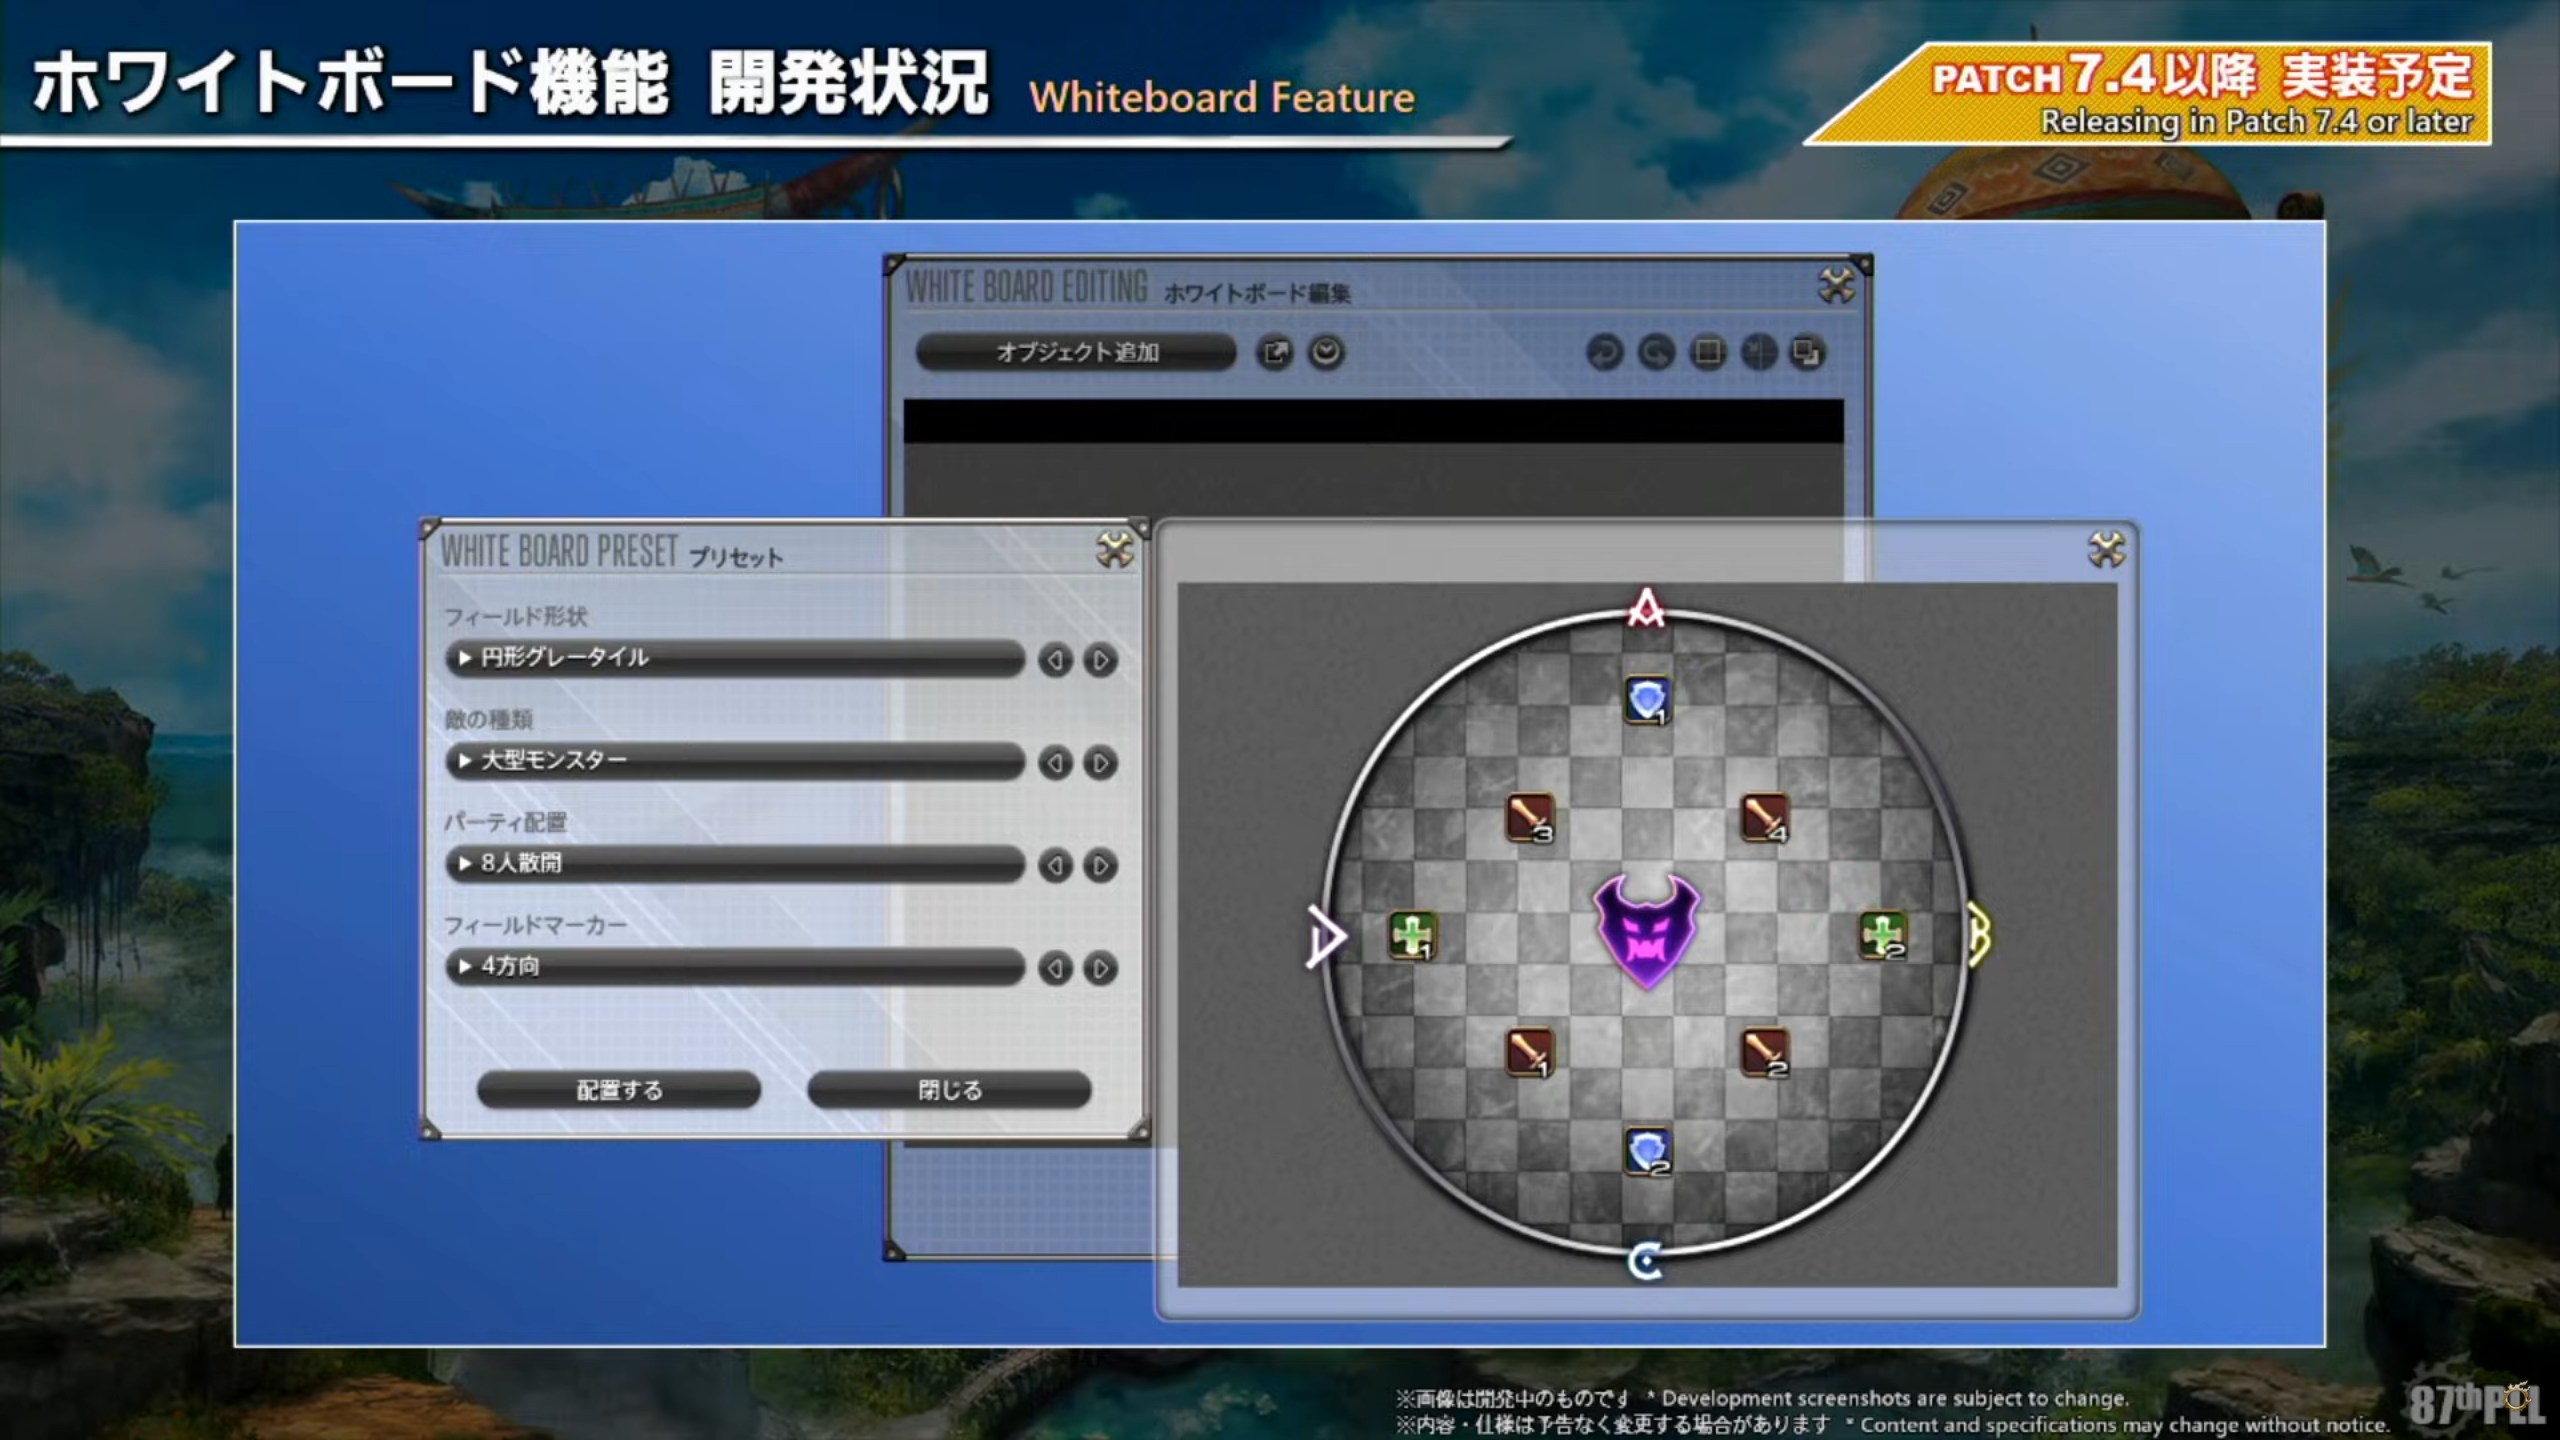 ホワイトボード機能 開発状況 Whiteboard Feature
PATCH 7.4以降 実装予定
Releasing in Patch 7.4 or later
WHITE BOARD EDITING ホワイトボード編集
オブジェクト追加
WHITE BOARD PRESET プリセット
フィールド形状
円形グレータイル
敵の種類
大型モンスター
パーティ配置
8人散開
フィールドマーカー
4方向
配置する
閉じる
A
1
3
4
D
1
2
B
1
2
2
C
※画像は開発中のものです * Development screenshots are subject to change.
※内容・仕様は予告なく変更する場合があります * Content and specifications may change without notice.
87th PLL